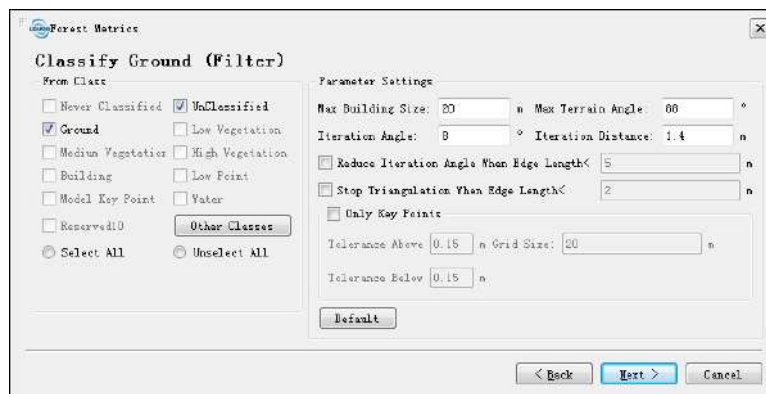 Forest Metrics
Classify Ground (Filter)
From Class
Never Classified UnClassified
Ground Low Vegetation
Medium Vegetation High Vegetation
Building Low Point
Model Key Point Water
Reserved10 Other Classes
Select All Unselect All
Parameter Settings
Max Building Size: 20 m Max Terrain Angle: 88 °
Iteration Angle: 8 ° Iteration Distance: 1.4 m
Reduce Iteration Angle When Edge Length< 5 m
Stop Triangulation When Edge Length< 2 m
Only Key Points
Tolerance Above 0.15 m Grid Size: 20 m
Tolerance Below 0.15 m
Default
< Back Next > Cancel